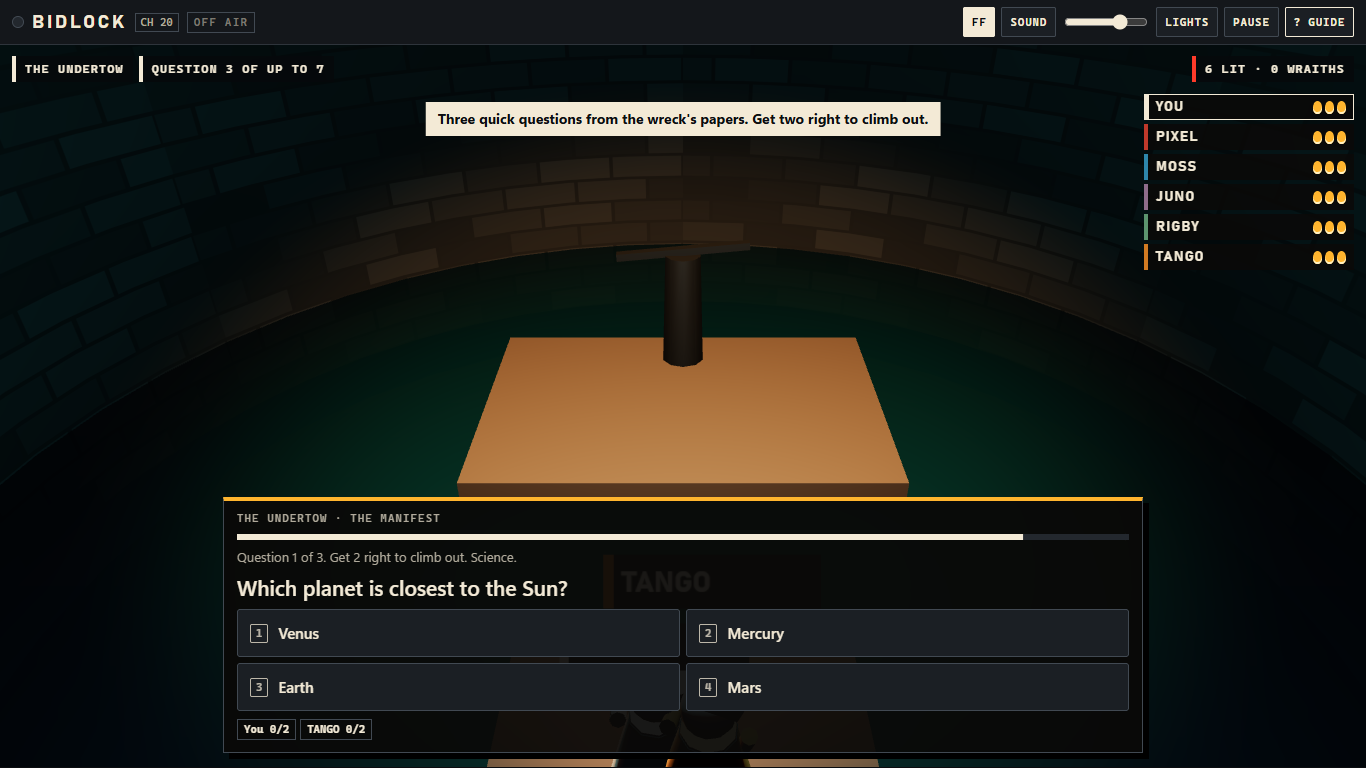 BIDLOCK CH 20 OFF AIR FF SOUND LIGHTS PAUSE ? GUIDE
THE UNDERTOW QUESTION 3 OF UP TO 7 6 LIT · 0 WRAITHS
Three quick questions from the wreck's papers. Get two right to climb out.
YOU
PIXEL
MOSS
JUNO
RIGBY
TANGO
THE UNDERTOW · THE MANIFEST
Question 1 of 3. Get 2 right to climb out. Science.
TANGO
Which planet is closest to the Sun?
1 Venus
2 Mercury
3 Earth
4 Mars
You 0/2 TANGO 0/2